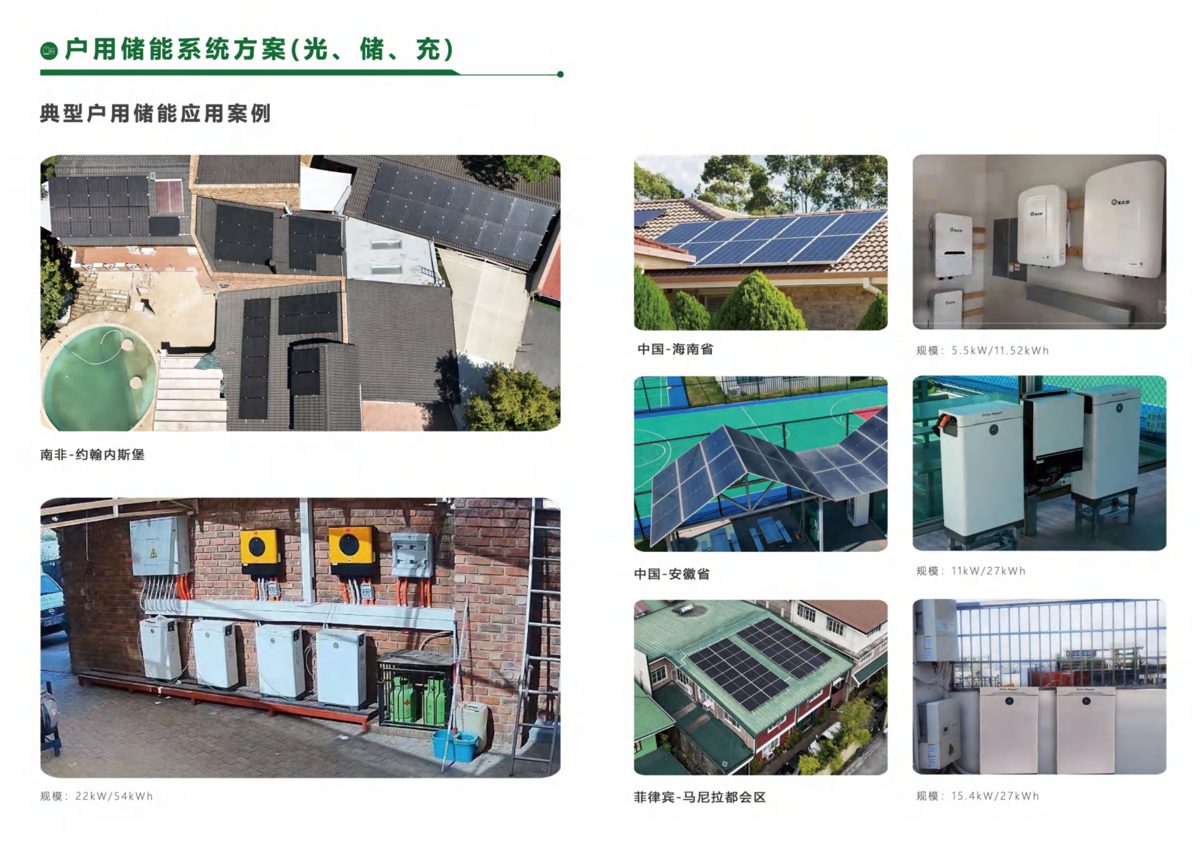 户用储能系统方案(光、储、充)
典型户用储能应用案例
南非-约翰内斯堡
规模：22kW/54kWh
中国-海南省
规模：5.5kW/11.52kWh
中国-安徽省
规模：11kW/27kWh
菲律宾-马尼拉都会区
规模：15.4kW/27kWh